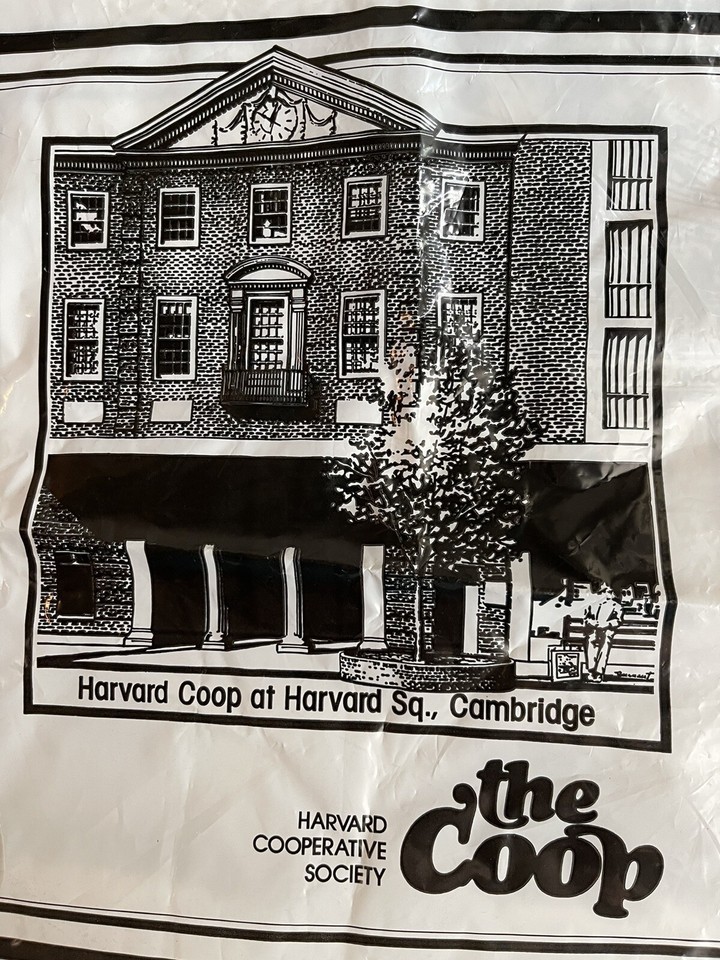 Harvard Coop at Harvard Sq., Cambridge
HARVARD
COOPERATIVE
SOCIETY
the
Coop